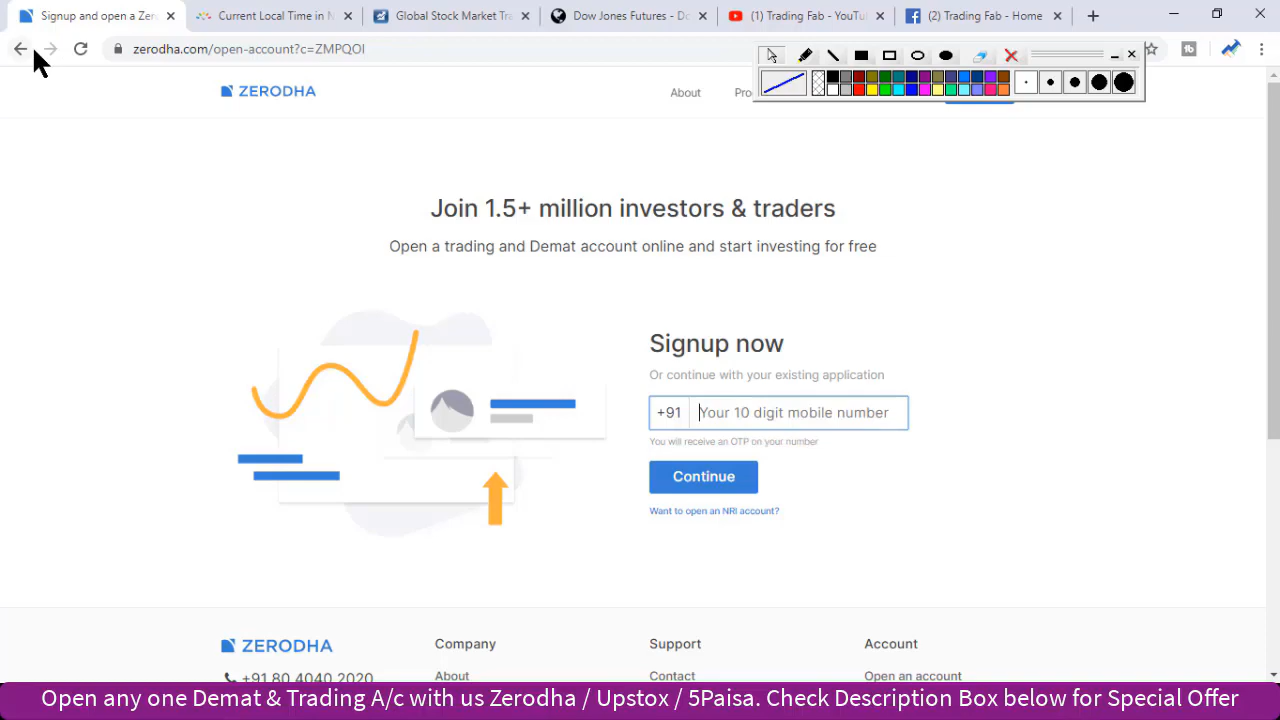 Signup and open a Zer
Current Local Time in N
Global Stock Market Tra
Dow Jones Futures - Do
(1) Trading Fab - YouTu
(2) Trading Fab - Home
zerodha.com/open-account?c=ZMPQOI
ZERODHA
About
Pro
Join 1.5+ million investors & traders
Open a trading and Demat account online and start investing for free
Signup now
Or continue with your existing application
+91 Your 10 digit mobile number
You will receive an OTP on your number
Continue
Want to open an NRI account?
ZERODHA
Company
Support
Account
+91 80 4040 2020
About
Contact
Open an account
Open any one Demat & Trading A/c with us Zerodha / Upstox / 5Paisa. Check Description Box below for Special Offer